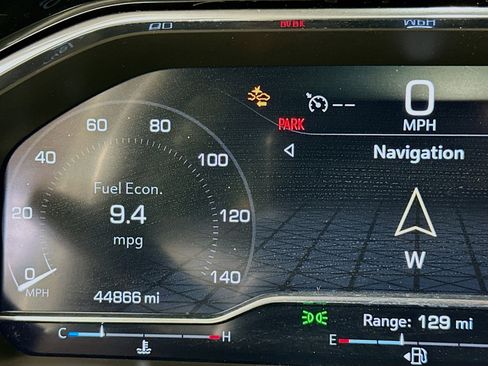 0
MPH
PARK
Navigation
W
0
20
40
60
80
100
120
140
MPH
Fuel Econ.
9.4
mpg
44866 mi
C H
Range: 129 mi
E